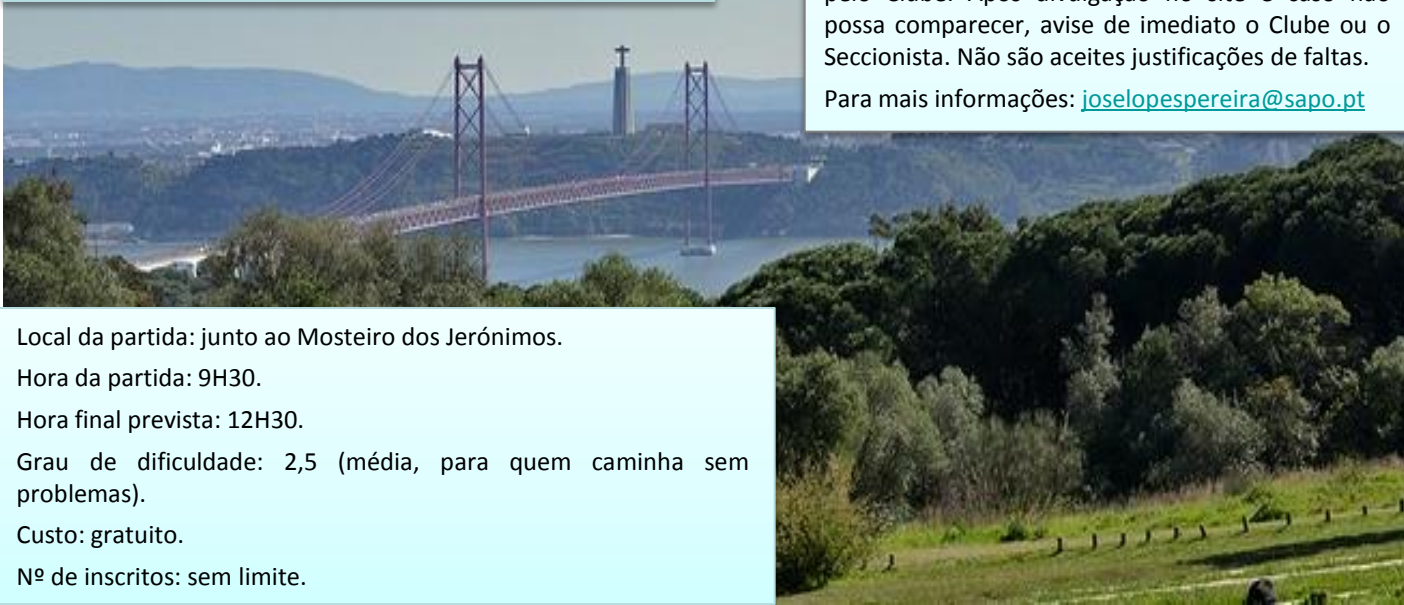 possa comparecer, avise de imediato o Clube ou o
Seccionista. Não são aceites justificações de faltas.
Para mais informações: joselopespereira@sapo.pt
Local da partida: junto ao Mosteiro dos Jerónimos.
Hora da partida: 9H30.
Hora final prevista: 12H30.
Grau de dificuldade: 2,5 (média, para quem caminha sem
problemas).
Custo: gratuito.
Nº de inscritos: sem limite.